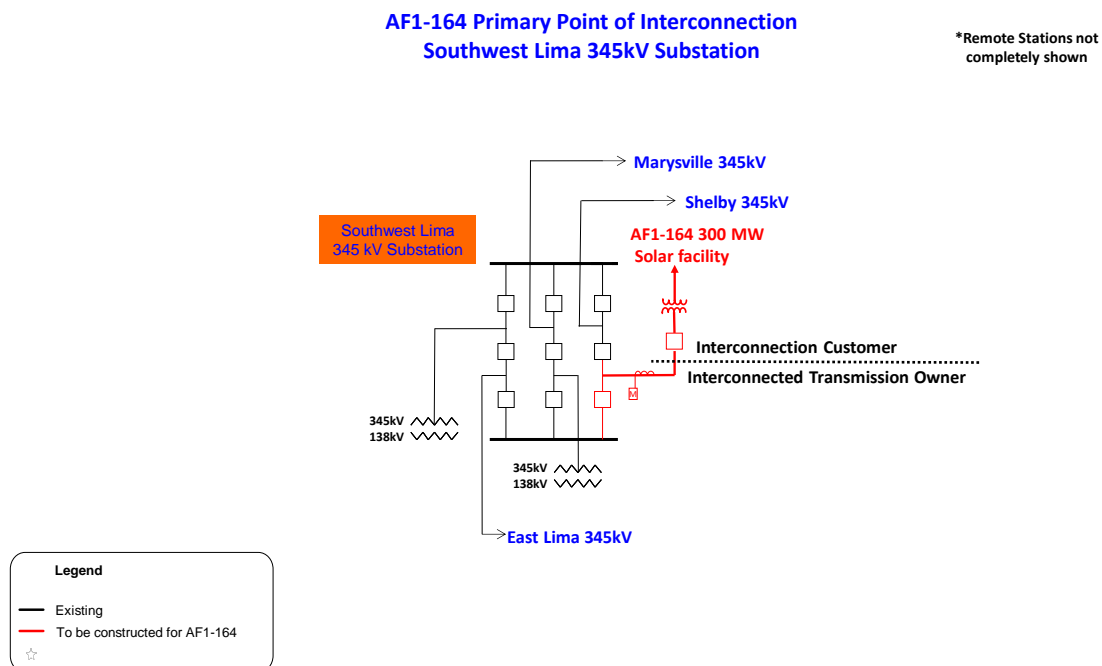 AF1-164 Primary Point of Interconnection
Southwest Lima 345kV Substation
*Remote Stations not
completely shown
Marysville 345kV
Shelby 345kV
Southwest Lima
345 kV Substation
AF1-164 300 MW
Solar facility
Interconnection Customer
Interconnected Transmission Owner
M
345kV
138kV
345kV
138kV
East Lima 345kV
Legend
Existing
To be constructed for AF1-164